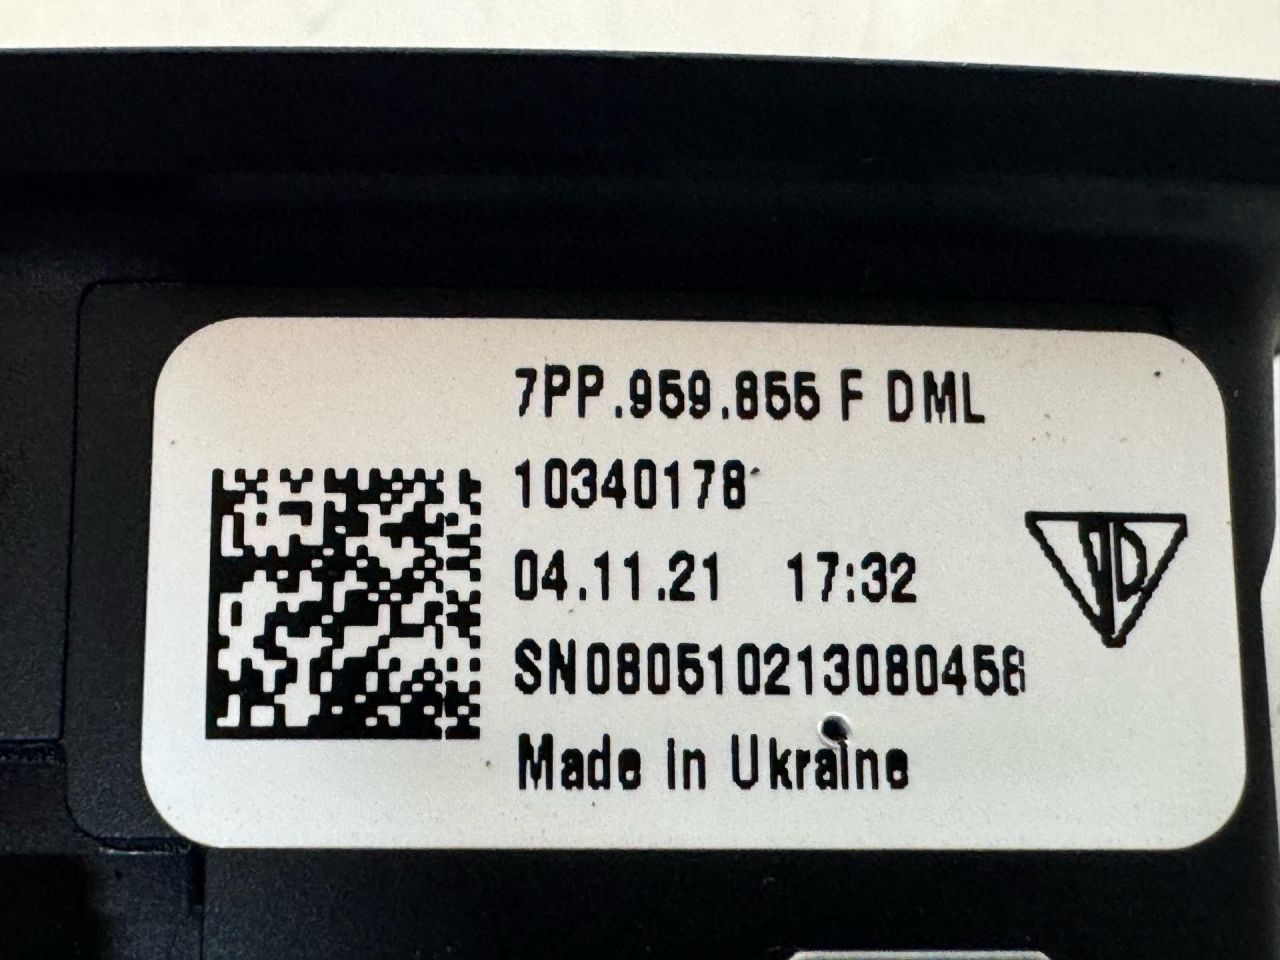 7PP.959.855 F DML
10340178
04.11.21 17:32
SN080510213080458
Made in Ukraine